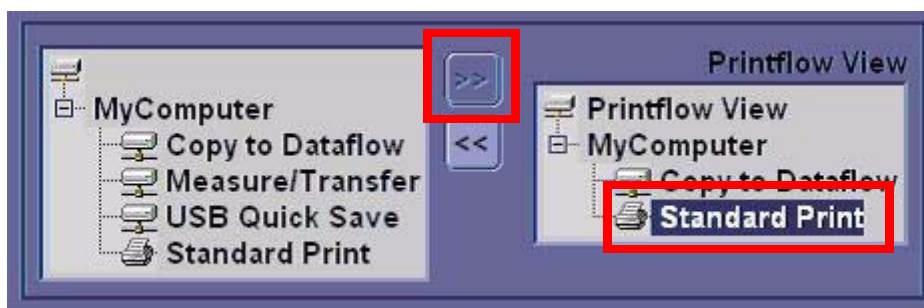 MyComputer
Copy to Dataflow
Measure/Transfer
USB Quick Save
Standard Print
>>
<<
Printflow View
Printflow View
MyComputer
Copy to Dataflow
Standard Print